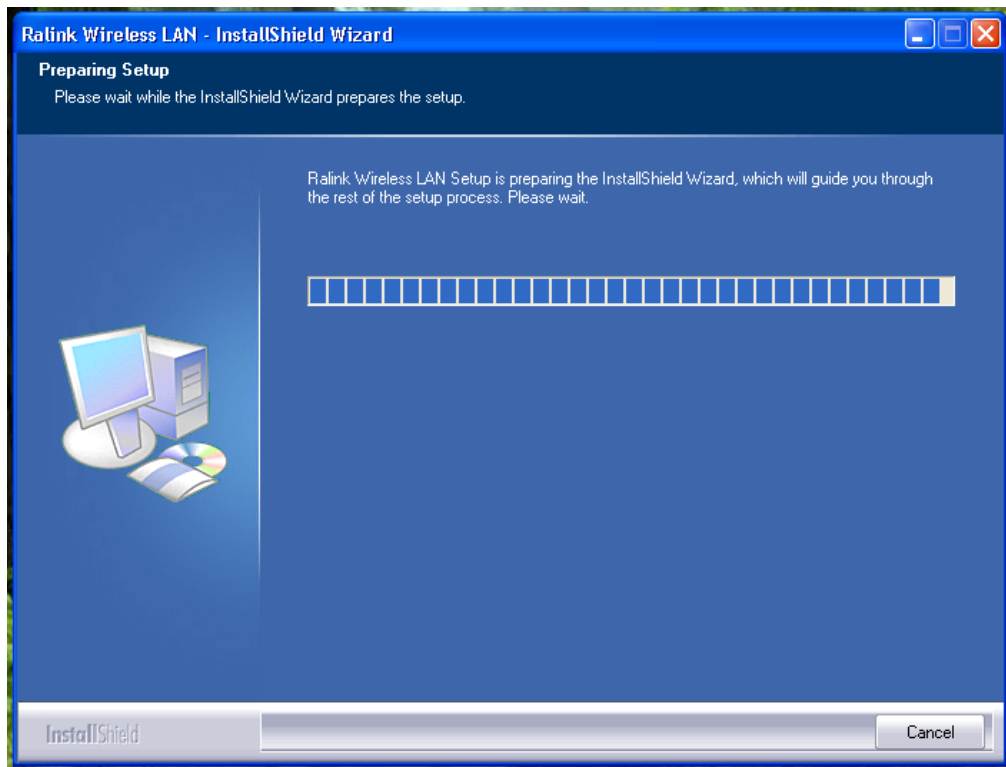 Ralink Wireless LAN - InstallShield Wizard
Preparing Setup
Please wait while the InstallShield Wizard prepares the setup.
Ralink Wireless LAN Setup is preparing the InstallShield Wizard, which will guide you through
the rest of the setup process. Please wait.
InstallShield
Cancel